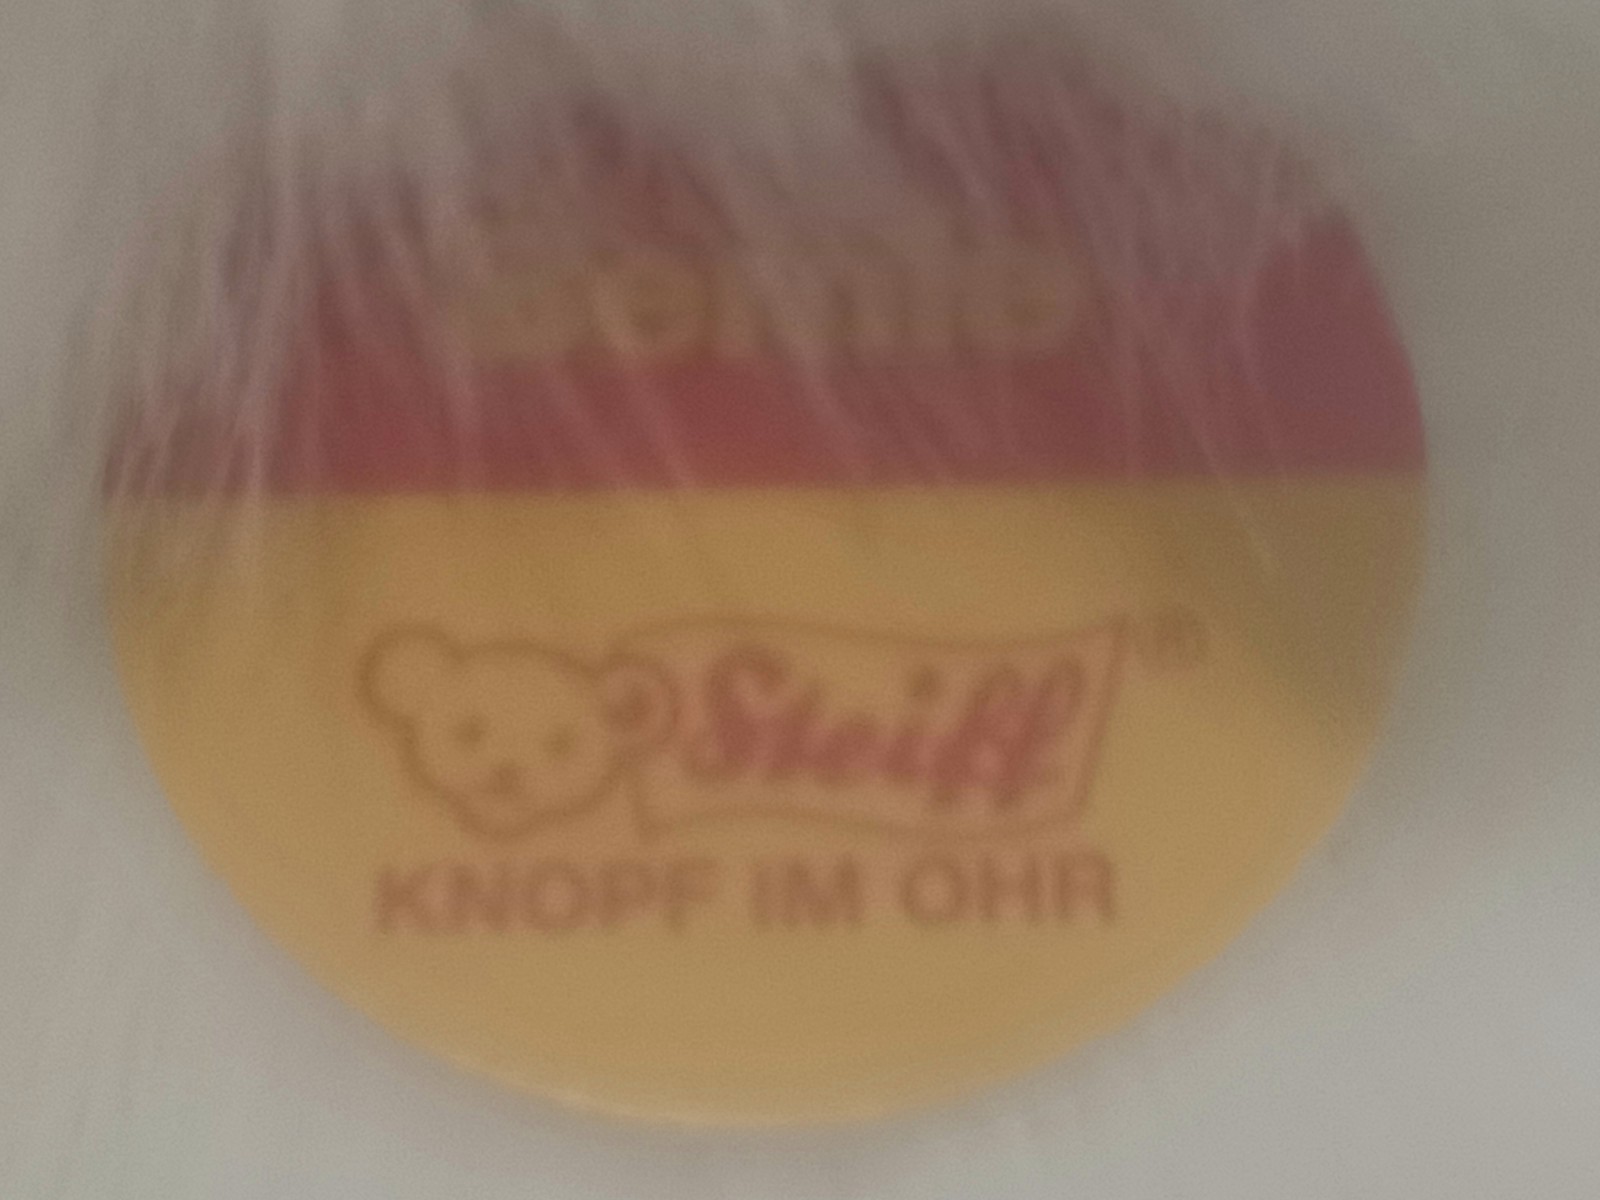 Steiff®
KNOPF IM OHR